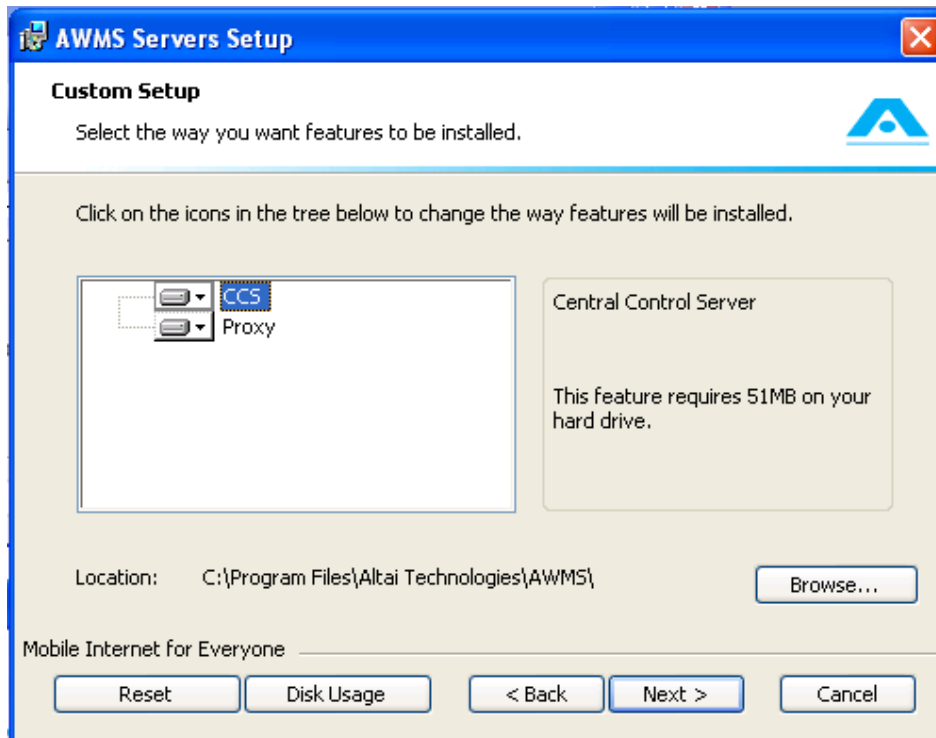 AWMS Servers Setup
Custom Setup
Select the way you want features to be installed.
Click on the icons in the tree below to change the way features will be installed.
CCS
Proxy
Central Control Server
This feature requires 51MB on your
hard drive.
Location: C:\Program Files\Altai Technologies\AWMS\
Browse...
Mobile Internet for Everyone
Reset Disk Usage < Back Next > Cancel